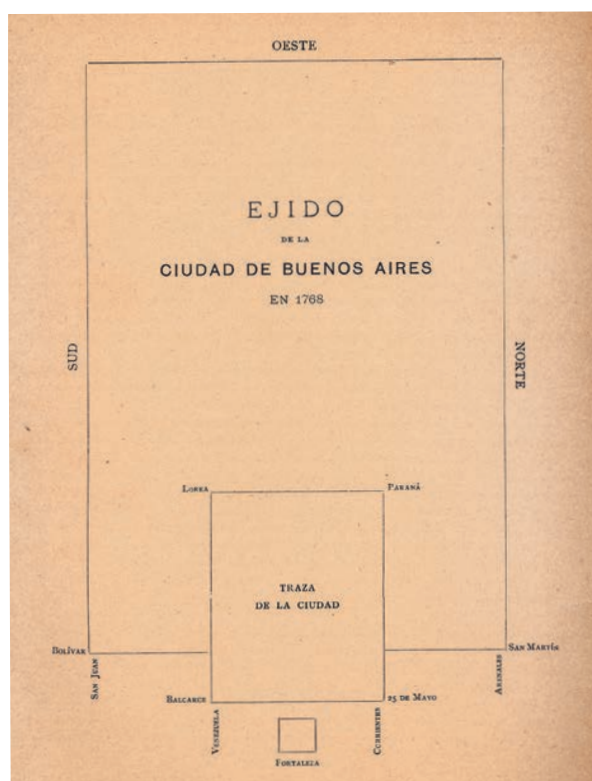 OESTE
EJIDO
DE LA
CIUDAD DE BUENOS AIRES
EN 1768
SUD
NORTE
LOREA
PARANÁ
TRAZA
DE LA CIUDAD
BOLÍVAR
SAN MARTÍN
SAN JUAN
ARENALES
BALCARCE
25 DE MAYO
VENEZUELA
CORRIENTES
FORTALEZA